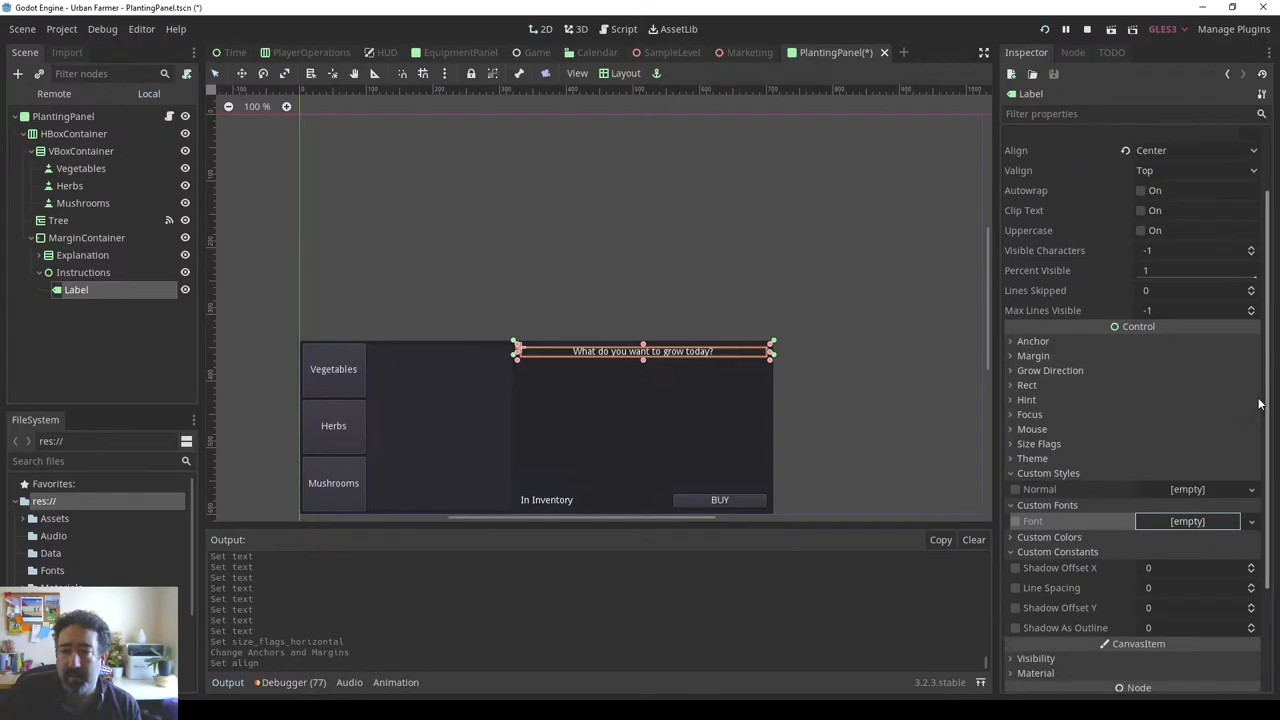 Godot Engine - Urban Farmer - PlantingPanel.tscn (*)
Scene Project Debug Editor Help
2D 3D Script AssetLib
GLES3 Manage Plugins
Scene Import
Time PlayerOperations HUD EquipmentPanel Game Calendar SampleLevel Marketing PlantingPanel(*)
Inspector Node TODO
Filter nodes
View Layout
Remote Local
100 %
Label
Filter properties
PlantingPanel
HBoxContainer
VBoxContainer
Vegetables
Herbs
Mushrooms
Tree
MarginContainer
Explanation
Instructions
Label
Vegetables
Herbs
Mushrooms
What do you want to grow today?
In Inventory
BUY
Align Center
Valign Top
Autowrap On
Clip Text On
Uppercase On
Visible Characters -1
Percent Visible 1
Lines Skipped 0
Max Lines Visible -1
Control
Anchor
Margin
Grow Direction
Rect
Hint
Focus
Mouse
Size Flags
Theme
Custom Styles
Normal [empty]
Custom Fonts
Font [empty]
Custom Colors
Custom Constants
Shadow Offset X 0
Line Spacing 0
Shadow Offset Y 0
Shadow As Outline 0
CanvasItem
Visibility
Material
Node
FileSystem
res://
Search files
Favorites:
res://
Assets
Audio
Data
Fonts
Output:
Copy Clear
Set text
Set text
Set text
Set text
Set text
Set text
Set text
Set text
Set size_flags_horizontal
Change Anchors and Margins
Set align
Output Debugger (77) Audio Animation
3.2.3.stable